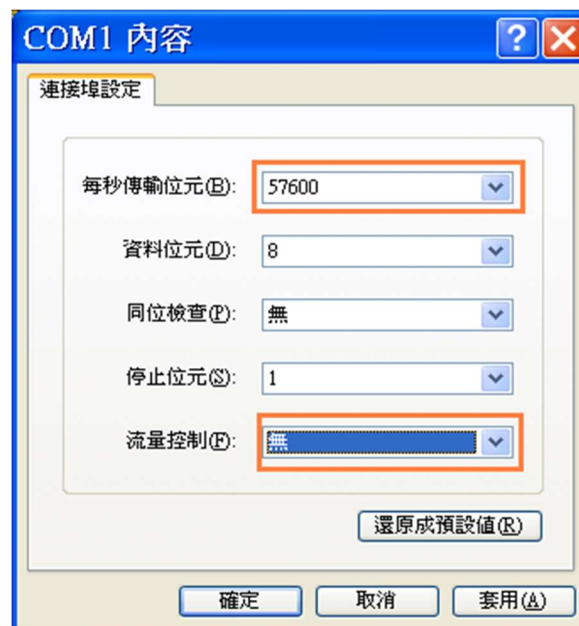 COM1 內容
連接埠設定
每秒傳輸位元(B): 57600
資料位元(D): 8
同位檢查(P): 無
停止位元(S): 1
流量控制(F): 無
還原成預設値(R)
確定 取消 套用(A)